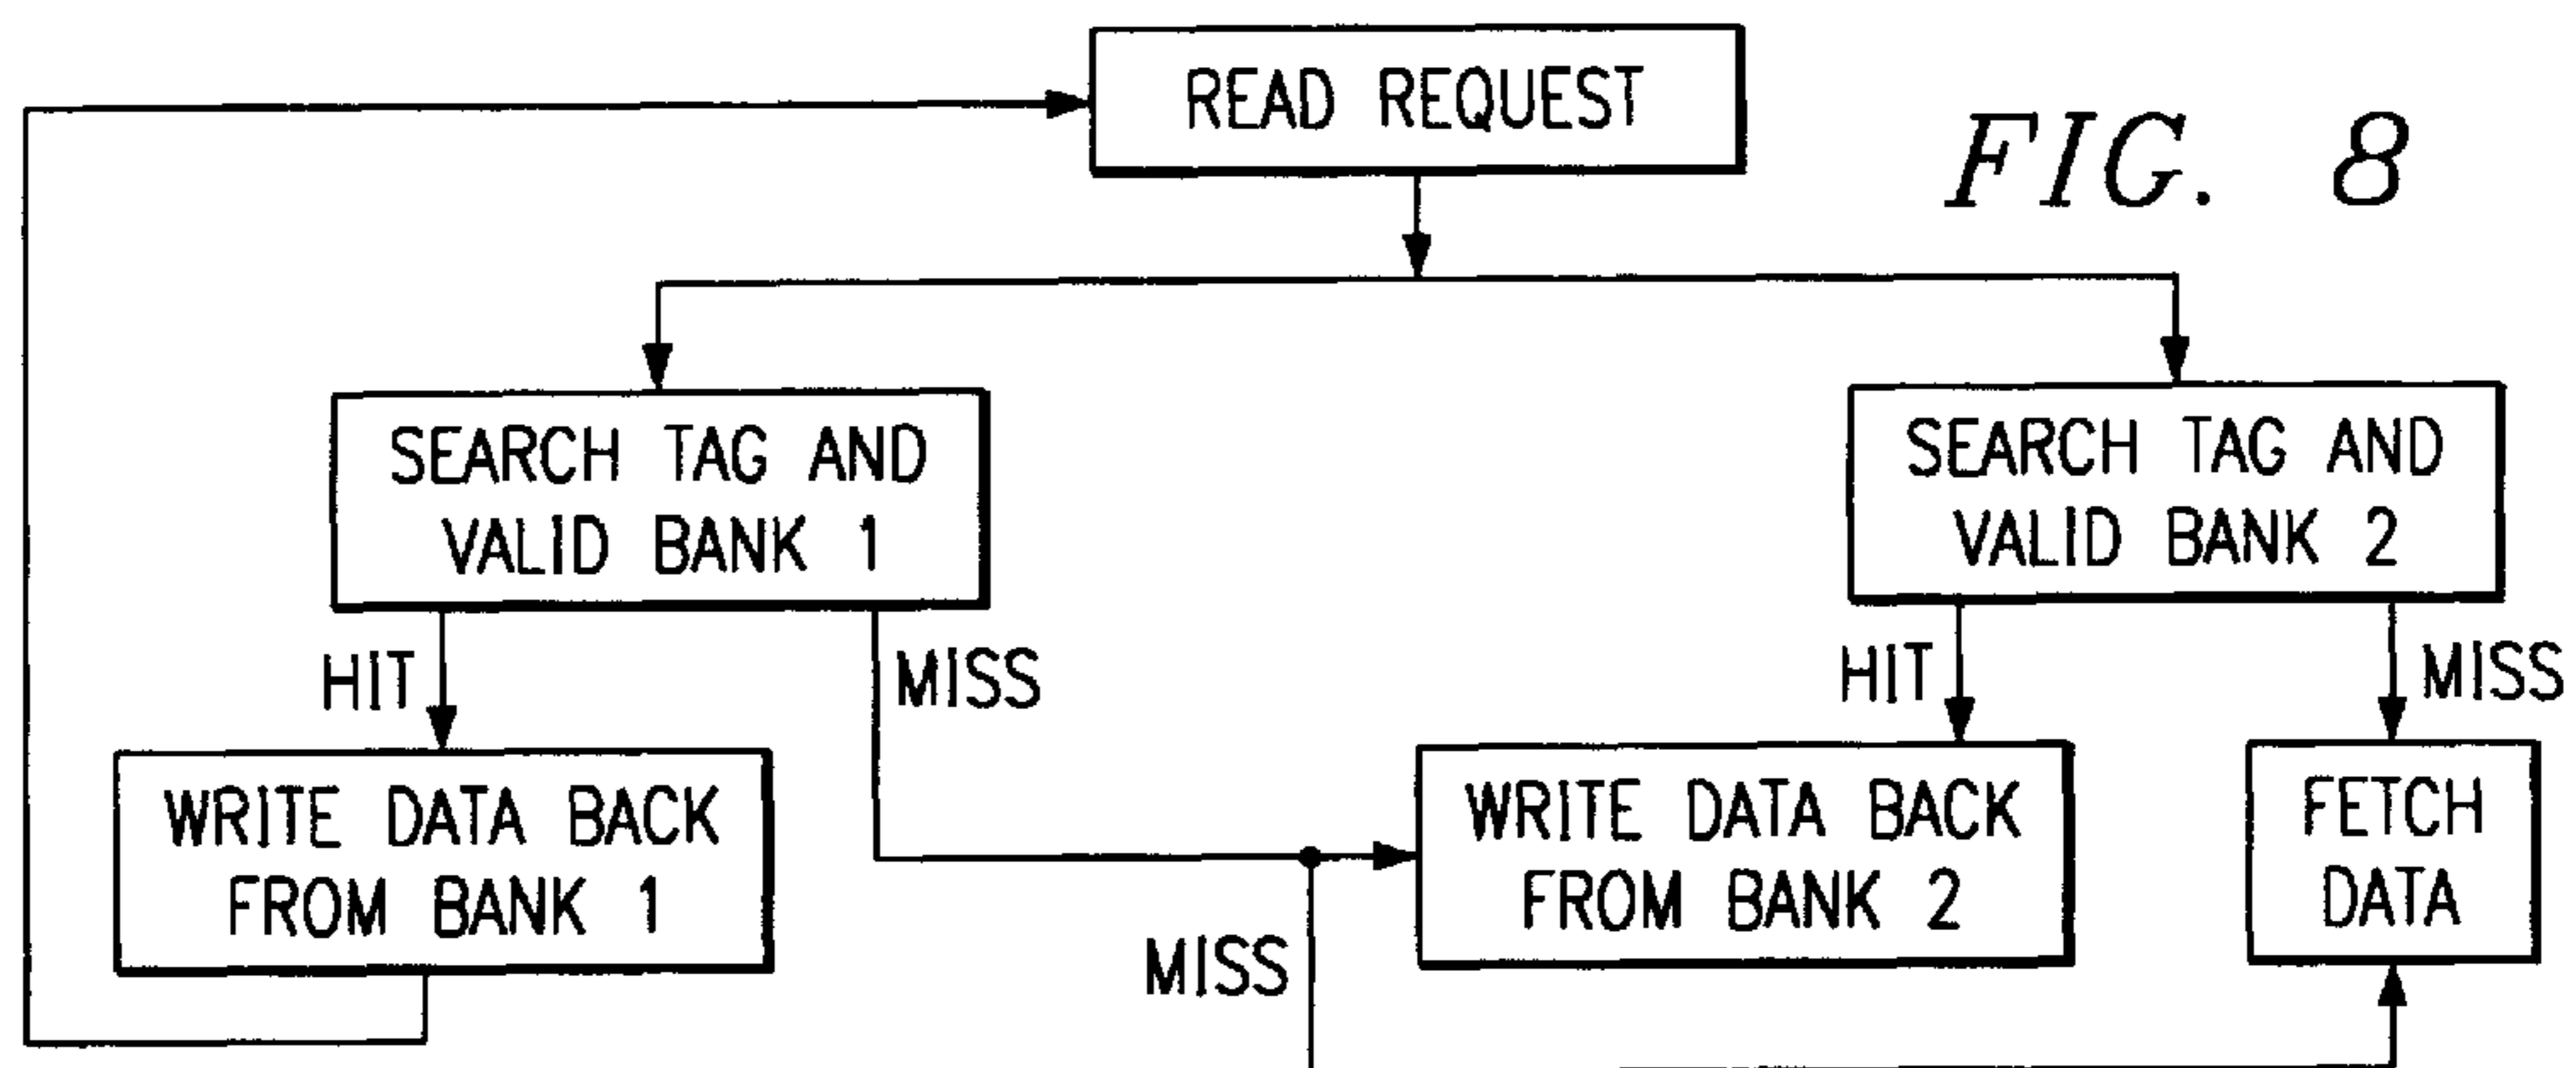 READ REQUEST
FIG. 8
SEARCH TAG AND
VALID BANK 1
SEARCH TAG AND
VALID BANK 2
HIT
MISS
HIT
MISS
WRITE DATA BACK
FROM BANK 1
WRITE DATA BACK
FROM BANK 2
FETCH
DATA
MISS